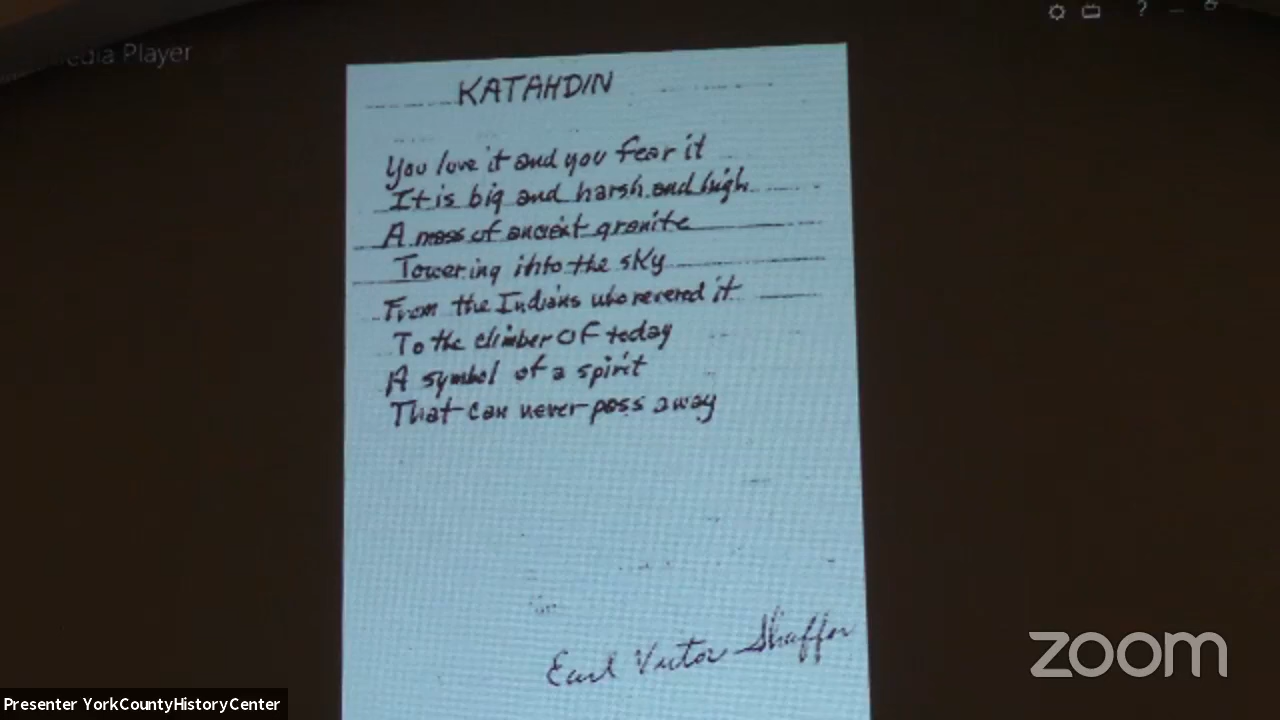 edia Player
?
KATAHDIN
You love it and you fear it
It is big and harsh and high
A mass of ancient granite
Towering into the sky
From the Indians who revered it
To the climber of today
A symbol of a spirit
That can never pass away
Earl Victor Shaffer
zoom
Presenter YorkCountyHistoryCenter